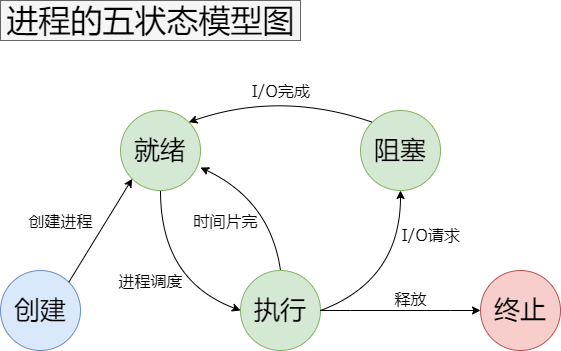 进程的五状态模型图
I/O完成
就绪
阻塞
创建进程
时间片完
I/O请求
进程调度
创建
执行
释放
终止